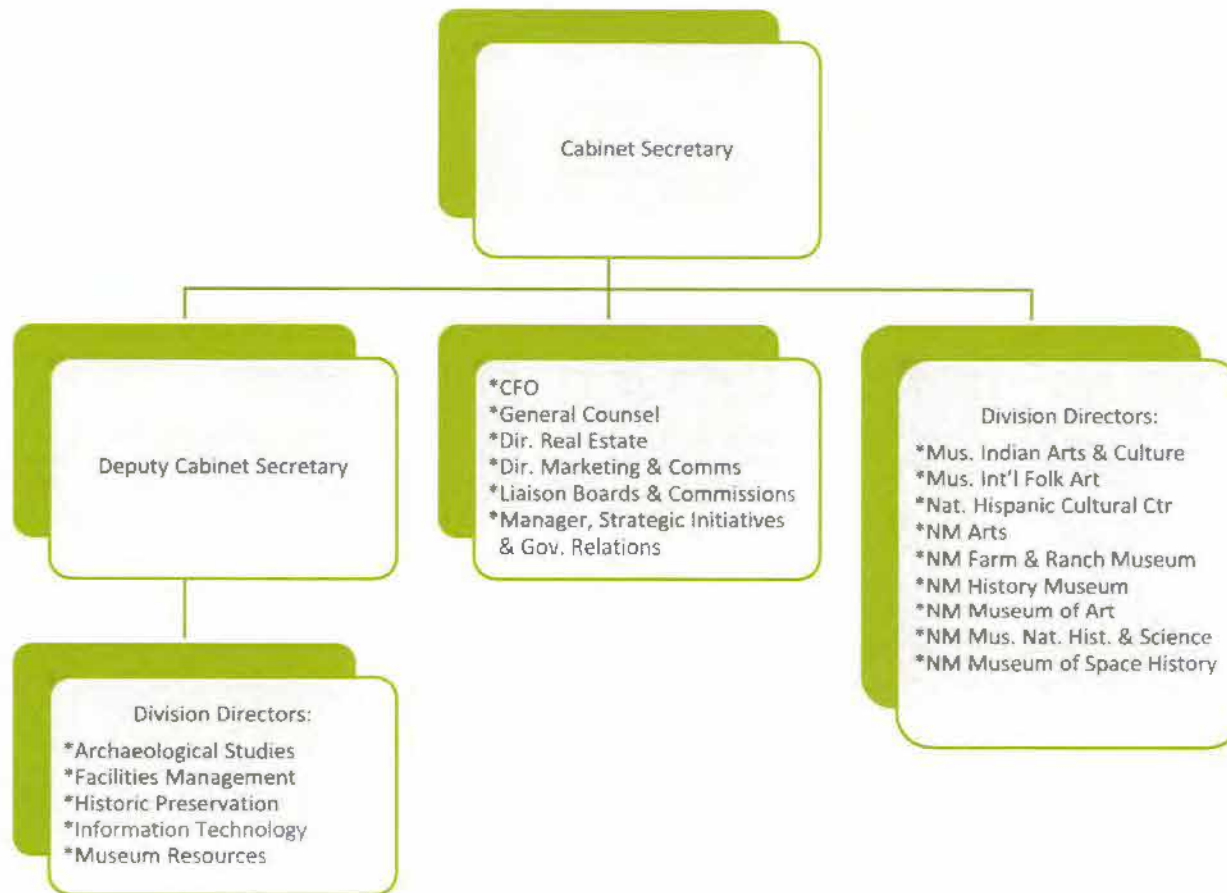 Cabinet Secretary
Deputy Cabinet Secretary
*CFO
*General Counsel
*Dir. Real Estate
*Dir. Marketing & Comms
*Liaison Boards & Commissions
*Manager, Strategic Initiatives
& Gov. Relations
Division Directors:
*Mus. Indian Arts & Culture
*Mus. Int'l Folk Art
*Nat. Hispanic Cultural Ctr
*NM Arts
*NM Farm & Ranch Museum
*NM History Museum
*NM Museum of Art
*NM Mus. Nat. Hist. & Science
*NM Museum of Space History
Division Directors:
*Archaeological Studies
*Facilities Management
*Historic Preservation
*Information Technology
*Museum Resources